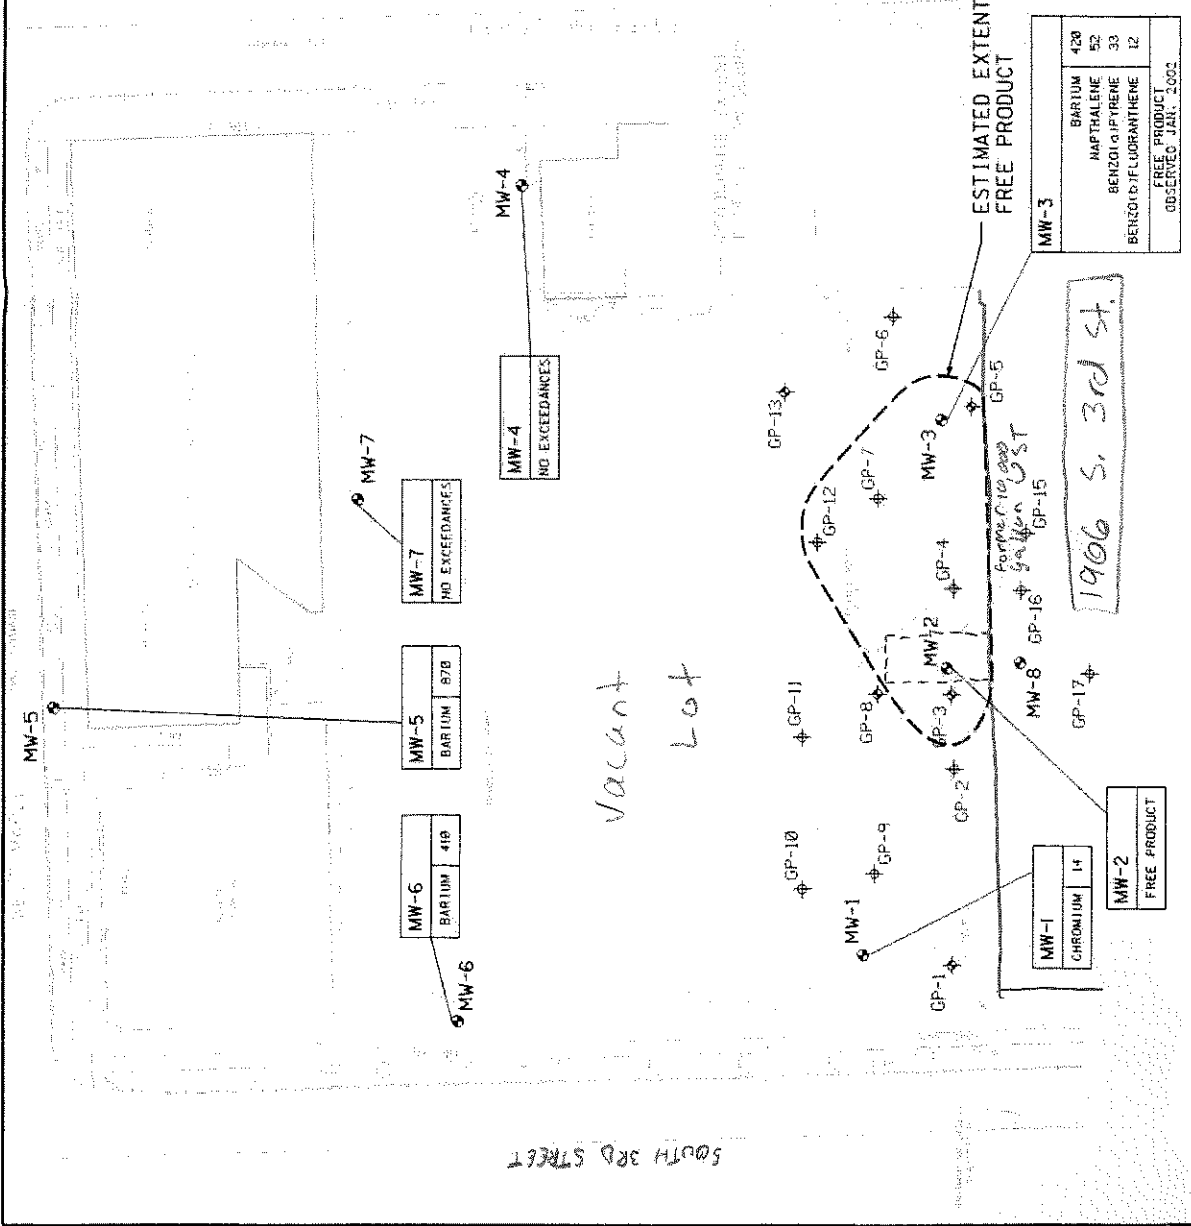 MW-5
MW-5
BARIUM 870
MW-6
BARIUM 410
MW-6
MW-7
MW-7
NO EXCEEDANCES
MW-4
MW-4
NO EXCEEDANCES
Vacant
Lot
GP-10
GP-11
GP-12
GP-13
GP-9
GP-8
GP-7
GP-6
MW-1
GP-1
GP-2
GP-3
MW-2
GP-4
MW-3
GP-5
ESTIMATED EXTENT
FREE PRODUCT
Former 10,000
gallon UST
MW-8
GP-16
GP-15
GP-17
1906 S. 3rd St.
MW-1
CHROMIUM 14
MW-2
FREE PRODUCT
MW-3
BARIUM 420
NAPTHALENE 52
BENZO(a)PYRENE 33
BENZO(b)FLUORANTHENE 12
FREE PRODUCT
OBSERVED JAN. 2002
SOUTH 3RD STREET